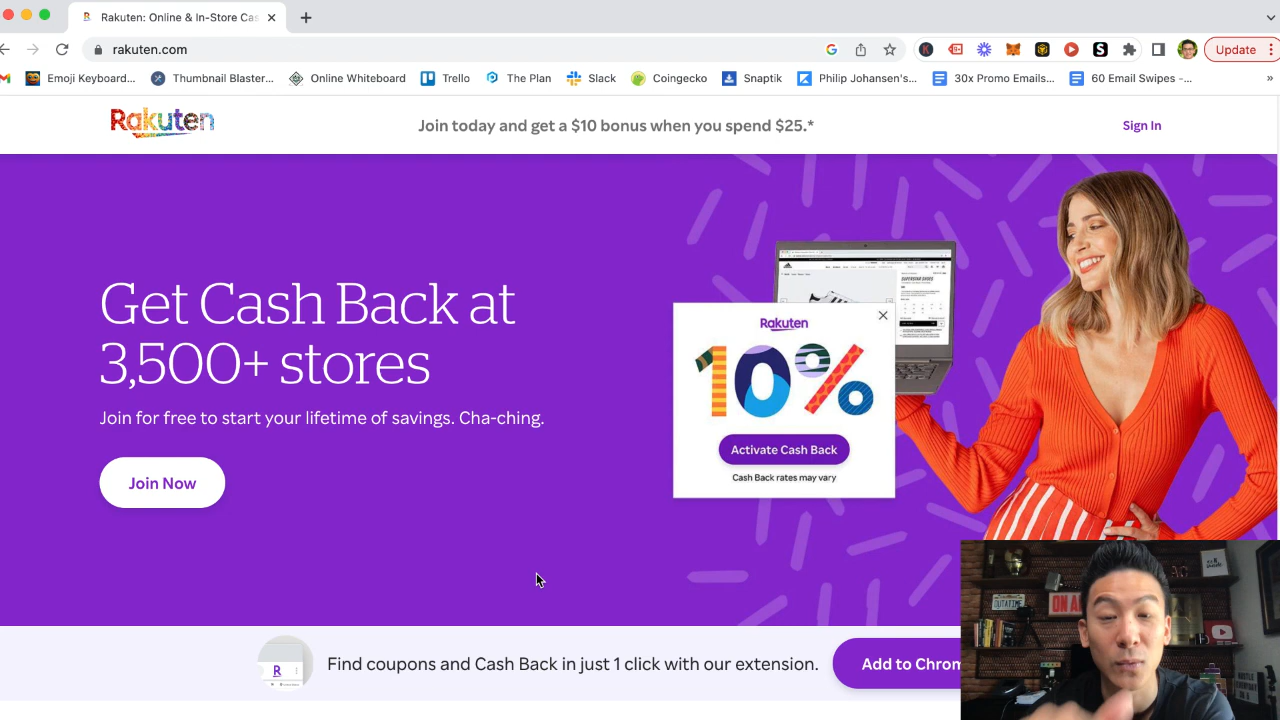 Rakuten: Online & In-Store Cas
rakuten.com
Update
Emoji Keyboard...
Thumbnail Blaster...
Online Whiteboard
Trello
The Plan
Slack
Coingecko
Snaptik
Philip Johansen's...
30x Promo Emails...
60 Email Swipes -...
»
Rakuten
Join today and get a $10 bonus when you spend $25.*
Sign In
Get Cash Back at
3,500+ stores
Join for free to start your lifetime of savings. Cha-ching.
Join Now
SUPERSTAR SHOES
Rakuten
10%
Activate Cash Back
Cash Back rates may vary
R
Find coupons and Cash Back in just 1 click with our extension.
Add to Chrom
OUTATIME
ON A